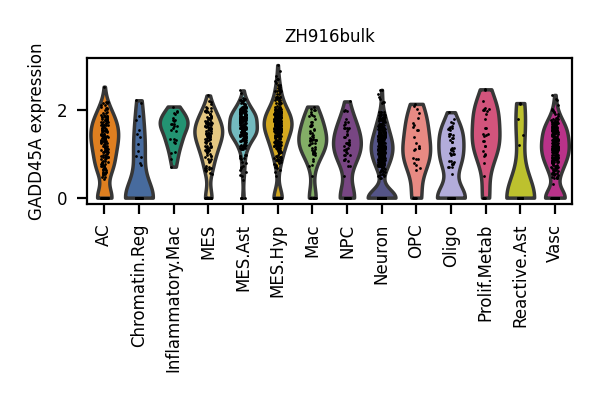 ZH916bulk
GADD45A expression
2
0
AC
Chromatin.Reg
Inflammatory.Mac
MES
MES.Ast
MES.Hyp
Mac
NPC
Neuron
OPC
Oligo
Prolif.Metab
Reactive.Ast
Vasc